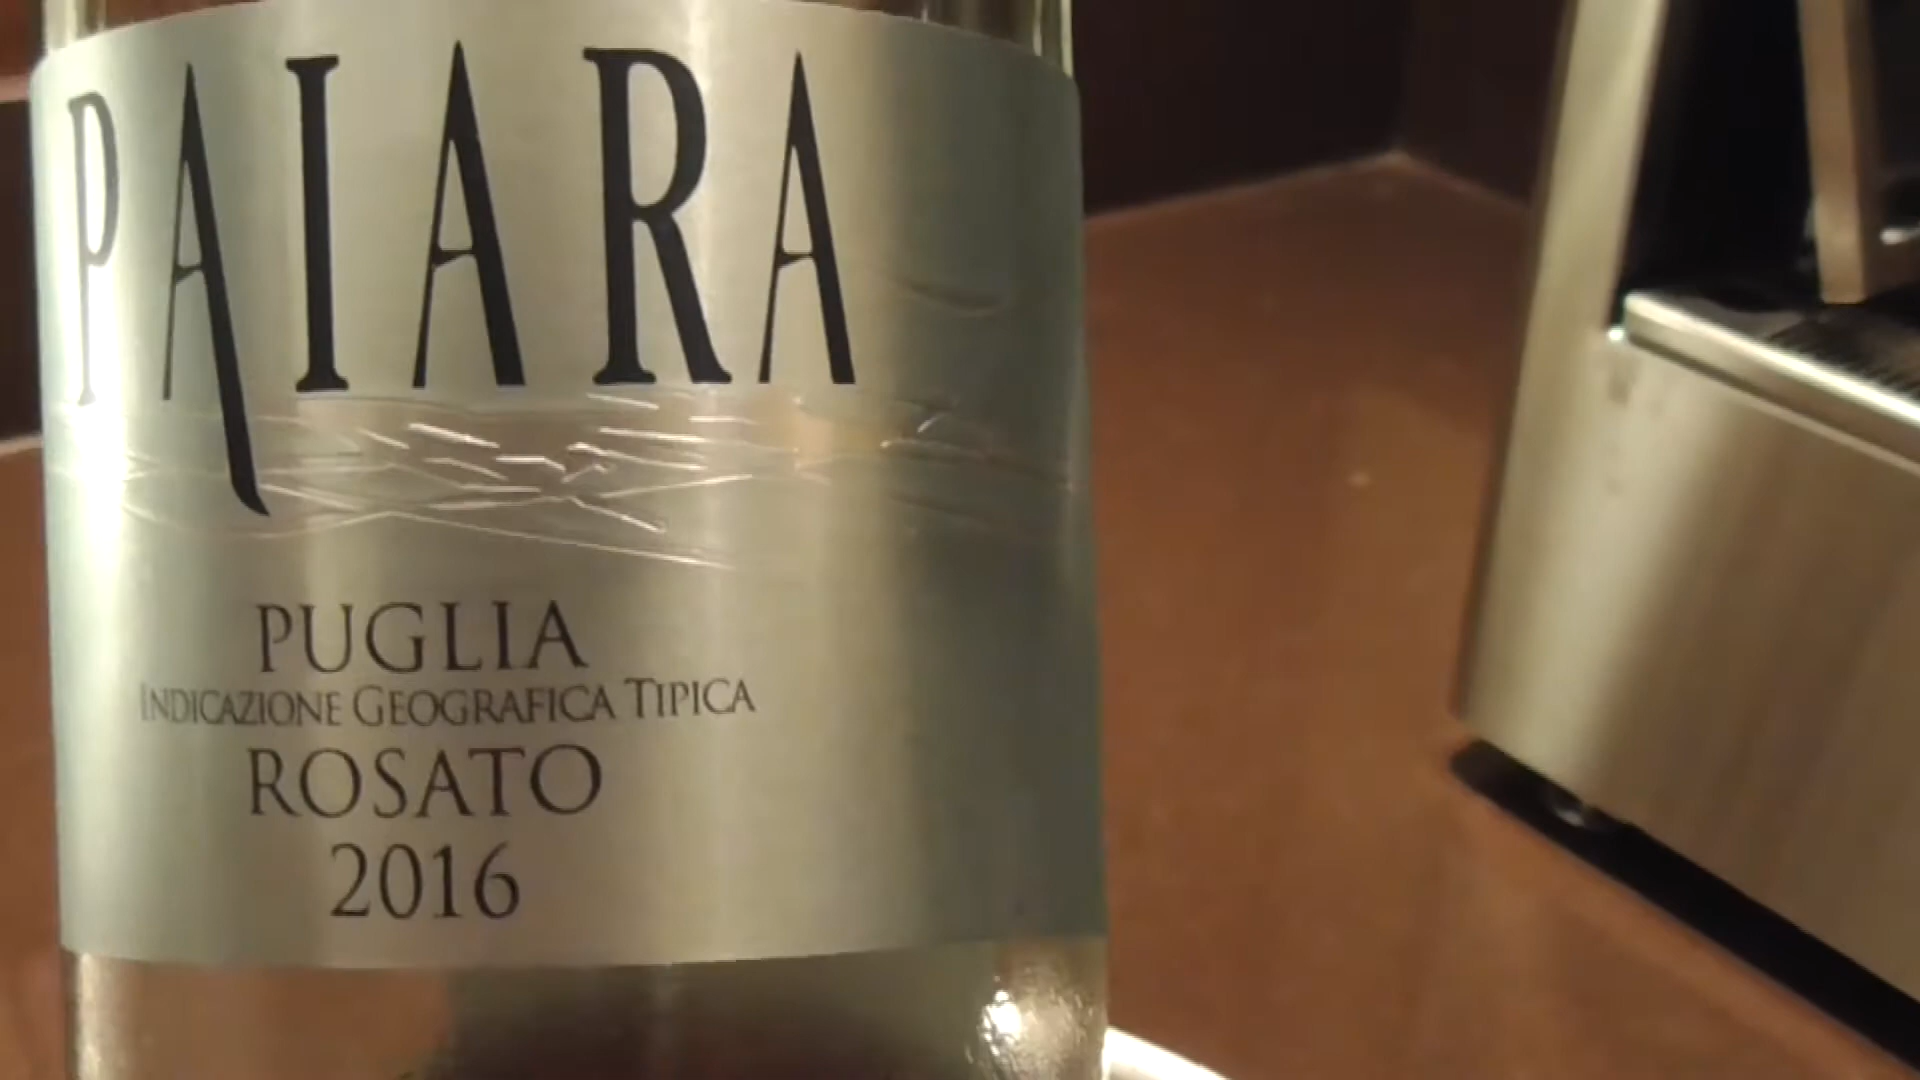 PAIARA
PUGLIA
INDICAZIONE GEOGRAFICA TIPICA
ROSATO
2016